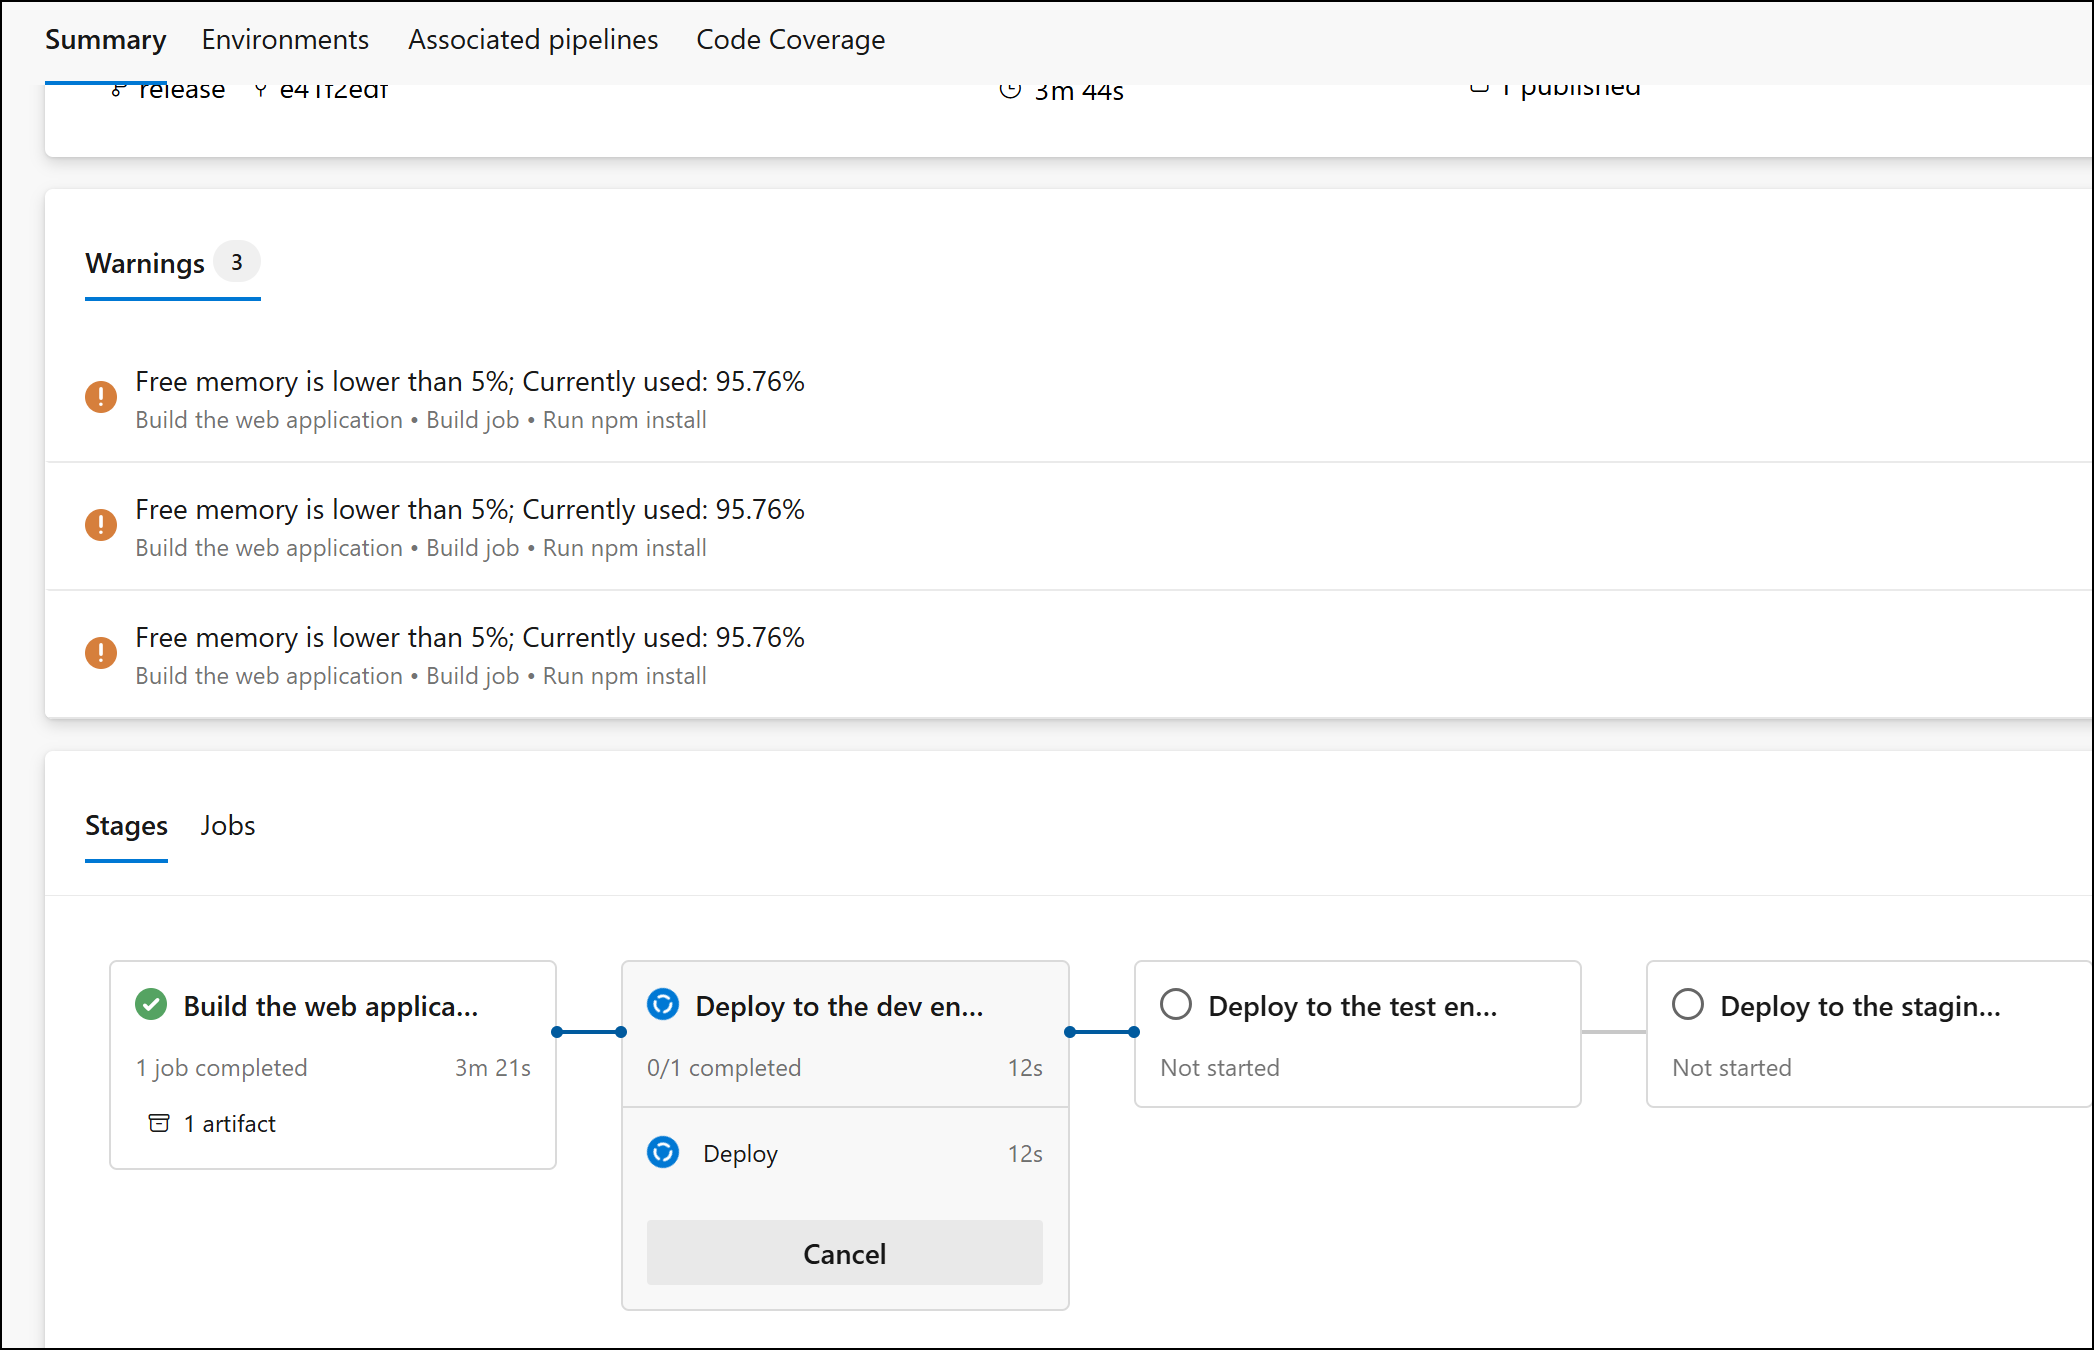 Summary Environments Associated pipelines Code Coverage
release e41f2edf 3m 44s 1 published
Warnings 3
Free memory is lower than 5%; Currently used: 95.76%
Build the web application • Build job • Run npm install
Free memory is lower than 5%; Currently used: 95.76%
Build the web application • Build job • Run npm install
Free memory is lower than 5%; Currently used: 95.76%
Build the web application • Build job • Run npm install
Stages Jobs
Build the web applica...
1 job completed 3m 21s
1 artifact
Deploy to the dev en...
0/1 completed 12s
Deploy 12s
Cancel
Deploy to the test en...
Not started
Deploy to the stagin...
Not started